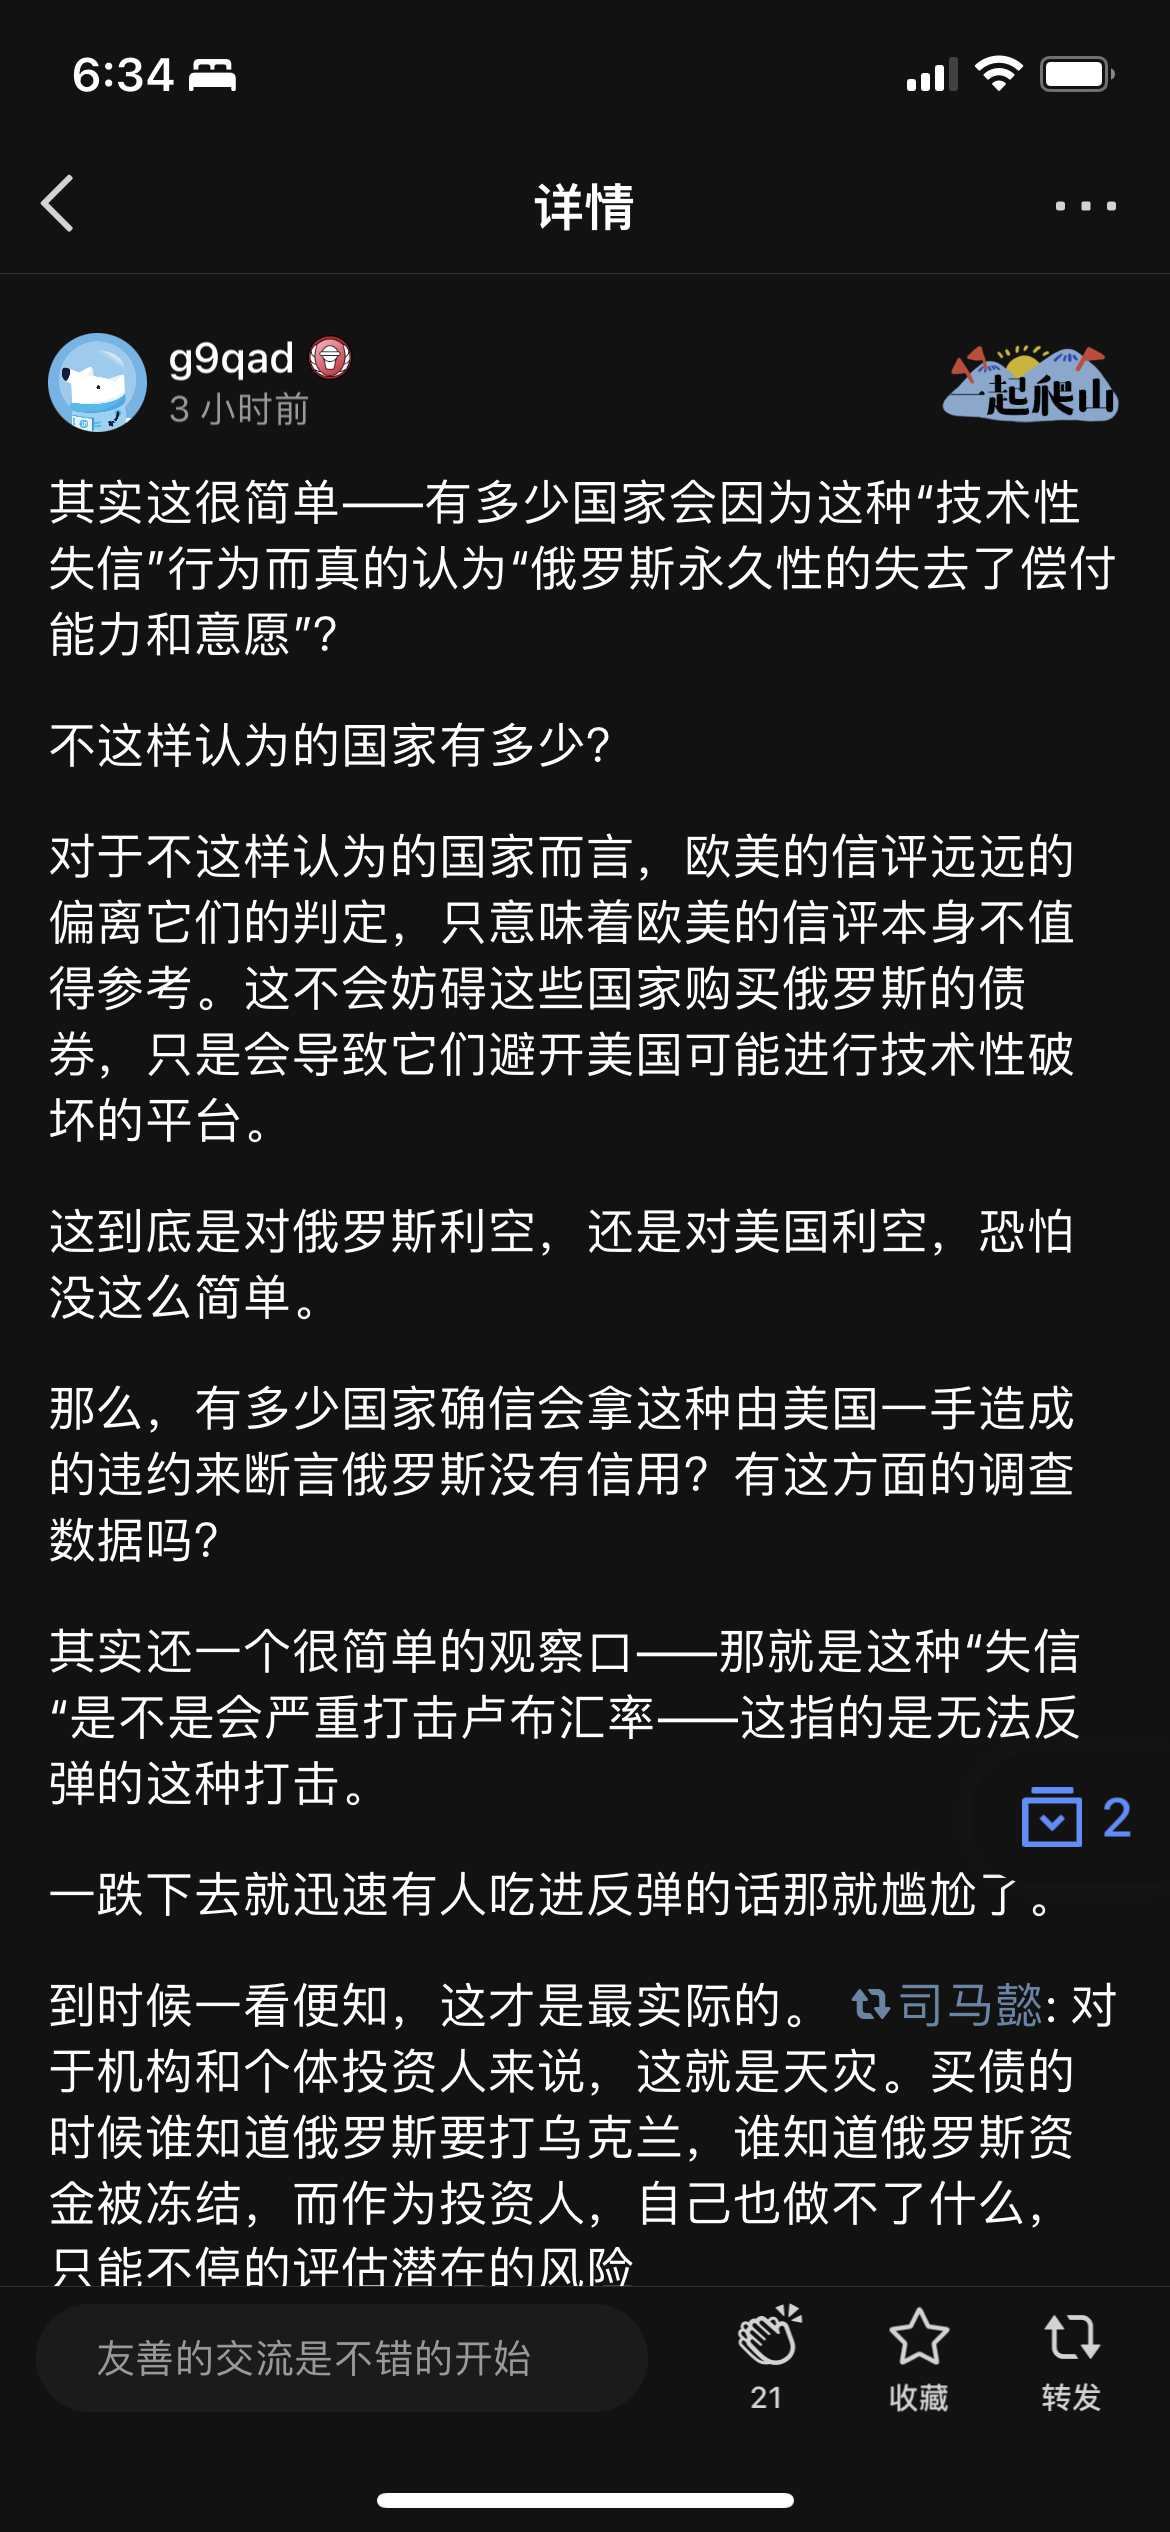 6:34
详情
g9qad
3 小时前
一起爬山
其实这很简单——有多少国家会因为这种“技术性
失信”行为而真的认为“俄罗斯永久性的失去了偿付
能力和意愿”?
不这样认为的国家有多少?
对于不这样认为的国家而言，欧美的信评远远的
偏离它们的判定，只意味着欧美的信评本身不值
得参考。这不会妨碍这些国家购买俄罗斯的债
券，只是会导致它们避开美国可能进行技术性破
坏的平台。
这到底是对俄罗斯利空，还是对美国利空，恐怕
没这么简单。
那么，有多少国家确信会拿这种由美国一手造成
的违约来断言俄罗斯没有信用? 有这方面的调查
数据吗?
其实还一个很简单的观察口——那就是这种“失信
“是不是会严重打击卢布汇率——这指的是无法反
弹的这种打击。
2
一跌下去就迅速有人吃进反弹的话那就尴尬了。
到时候一看便知，这才是最实际的。 司马懿: 对
于机构和个体投资人来说，这就是天灾。买债的
时候谁知道俄罗斯要打乌克兰，谁知道俄罗斯资
金被冻结，而作为投资人，自己也做不了什么，
只能不停的评估潜在的风险
友善的交流是不错的开始
21
收藏
转发